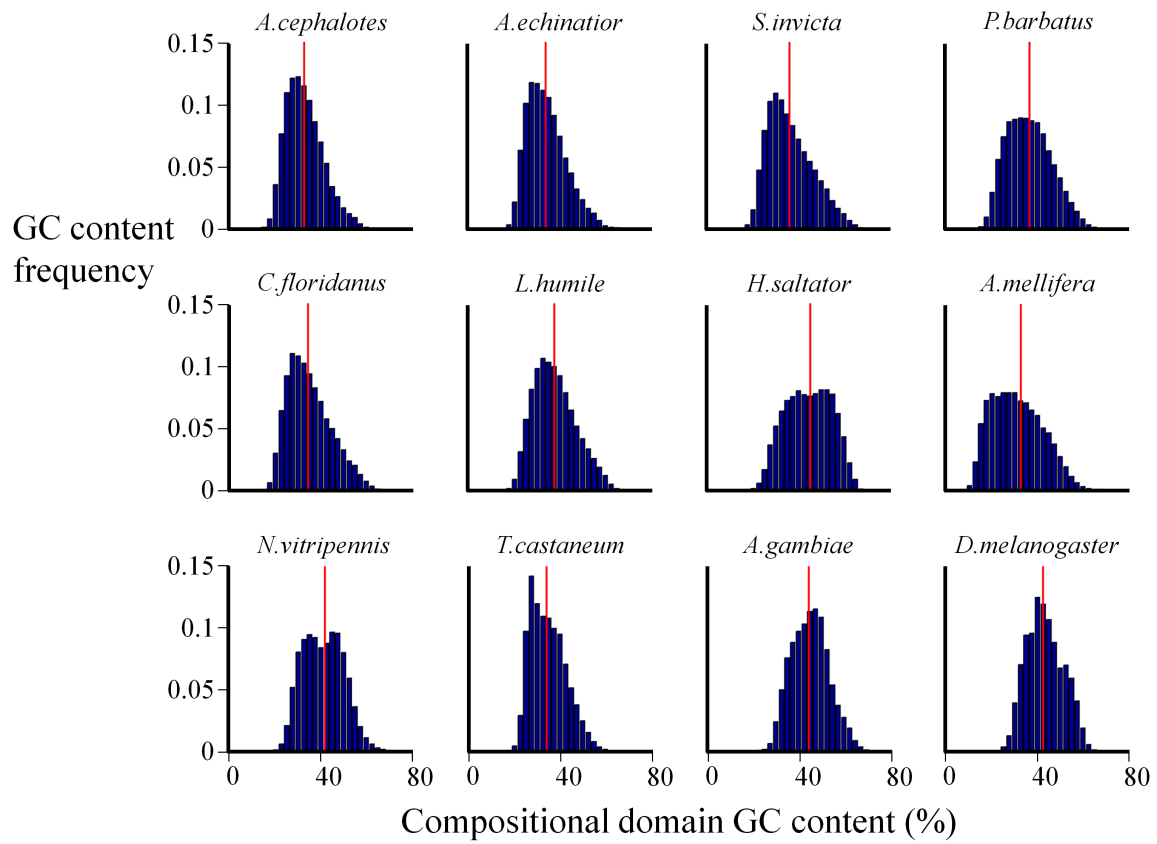 A.cephalotes A.echinatior S.invicta P.barbatus
0.15
0.1
0.05
0
GC content
frequency
C.floridanus L.humile H.saltator A.mellifera
0.15
0.1
0.05
0
N.vitripennis T.castaneum A.gambiae D.melanogaster
0.15
0.1
0.05
0
0 40 80 0 40 80 0 40 80 0 40 80
Compositional domain GC content (%)